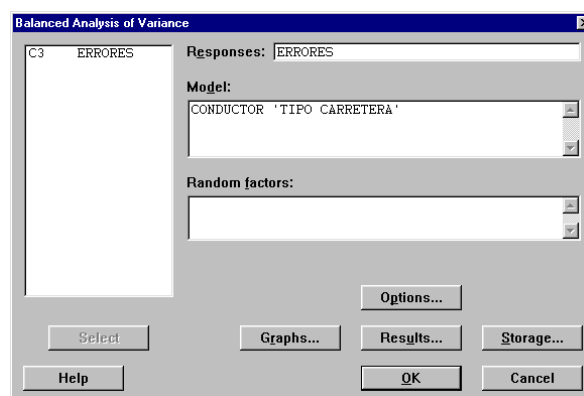 Balanced Analysis of Variance
C3 ERRORES
Responses: ERRORES
Model:
CONDUCTOR 'TIPO CARRETERA'
Random factors:
Options...
Select
Graphs...
Results...
Storage...
Help
OK
Cancel